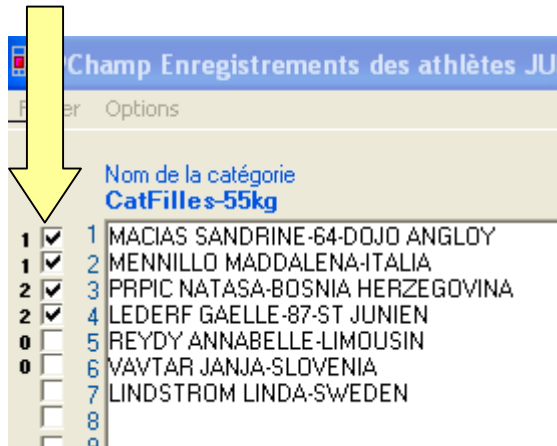 Champ Enregistrements des athlètes JU
Options
Nom de la catégorie
CatFilles-55kg
1 1 MACIAS SANDRINE-64-DOJO ANGLOY
1 2 MENNILLO MADDALENA-ITALIA
2 3 PRPIC NATASA-BOSNIA HERZEGOVINA
2 4 LEDERF GAELLE-87-ST JUNIEN
0 5 REYDY ANNABELLE-LIMOUSIN
0 6 VAVTAR JANJA-SLOVENIA
7 LINDSTROM LINDA-SWEDEN
8
9